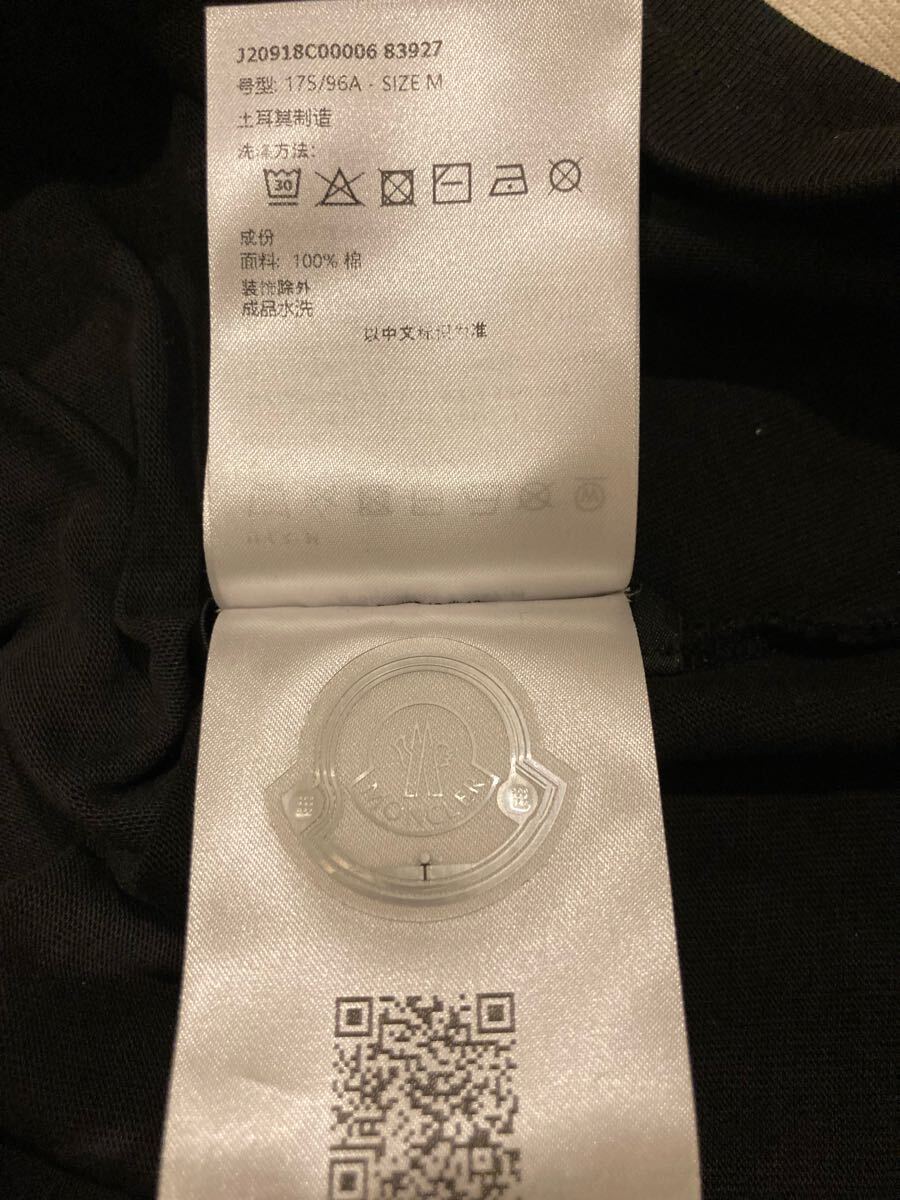 J20918C00006 83927
号型: 175/96A - SIZE M
土耳其制造
洗涤方法:
30
成份
面料: 100% 棉
装饰除外
成品水洗
以中文标识为准
MONCLER